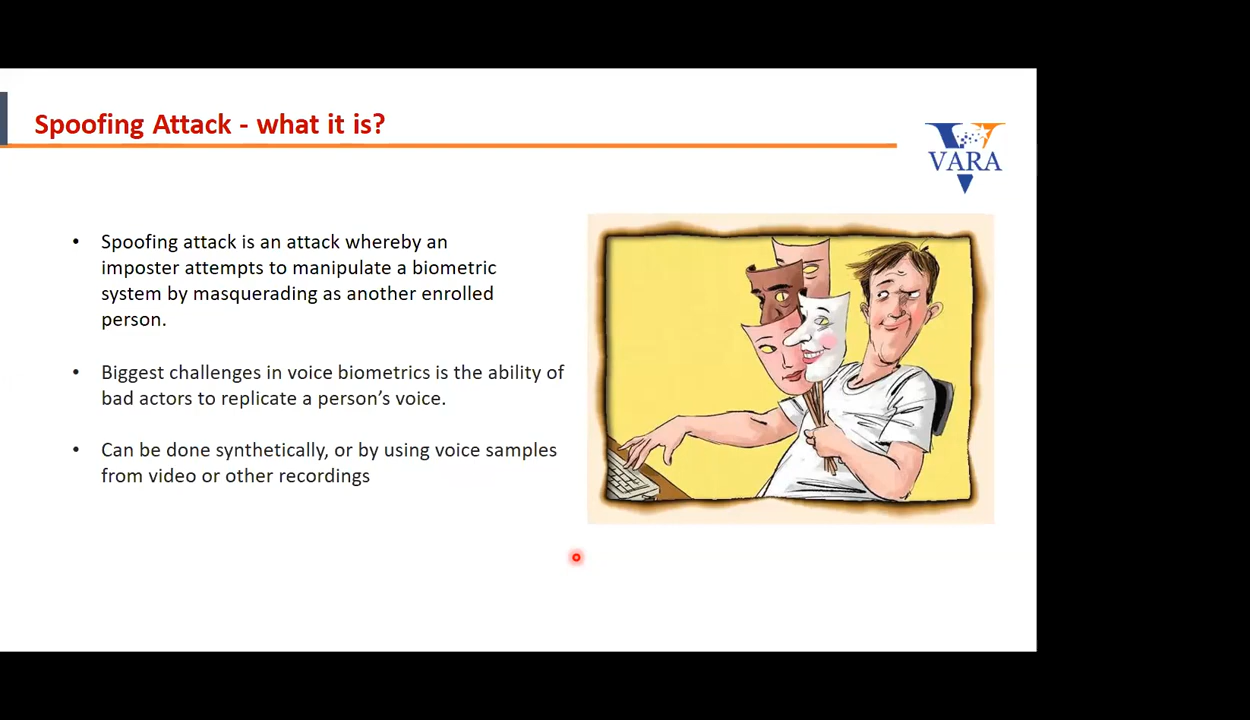 Spoofing Attack - what it is?
VARA
• Spoofing attack is an attack whereby an
imposter attempts to manipulate a biometric
system by masquerading as another enrolled
person.
• Biggest challenges in voice biometrics is the ability of
bad actors to replicate a person’s voice.
• Can be done synthetically, or by using voice samples
from video or other recordings